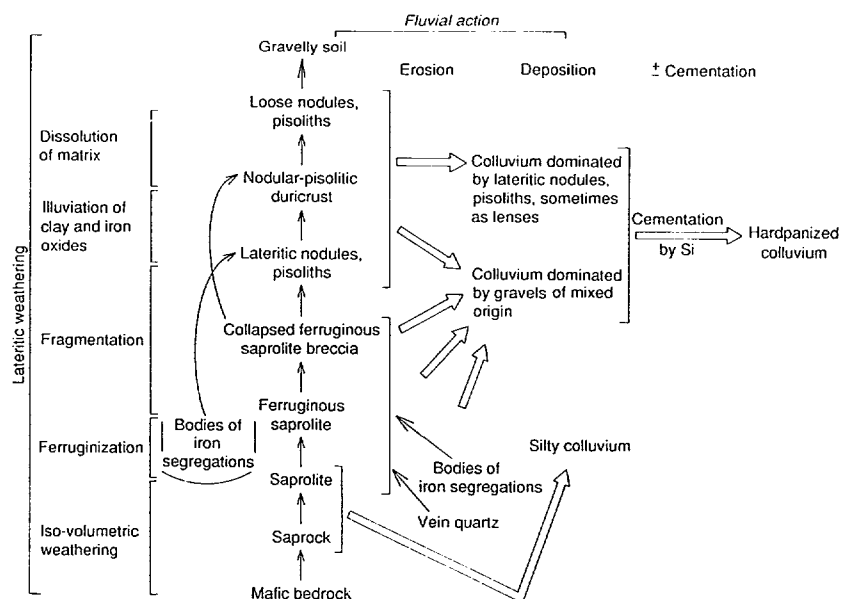 Fluvial action
Gravelly soil
Erosion
Deposition
± Cementation
Loose nodules,
pisoliths
Dissolution
of matrix
Nodular-pisolitic
duricrust
Colluvium dominated
by lateritic nodules,
pisoliths, sometimes
as lenses
Illuviation of
clay and iron
oxides
Cementation
by Si
Hardpanized
colluvium
Lateritic nodules,
pisoliths
Colluvium dominated
by gravels of mixed
origin
Lateritic weathering
Fragmentation
Collapsed ferruginous
saprolite breccia
Ferruginous
saprolite
Ferruginization
Bodies of
iron
segregations
Silty colluvium
Bodies of
iron segregations
Saprolite
Vein quartz
Iso-volumetric
weathering
Saprock
Mafic bedrock